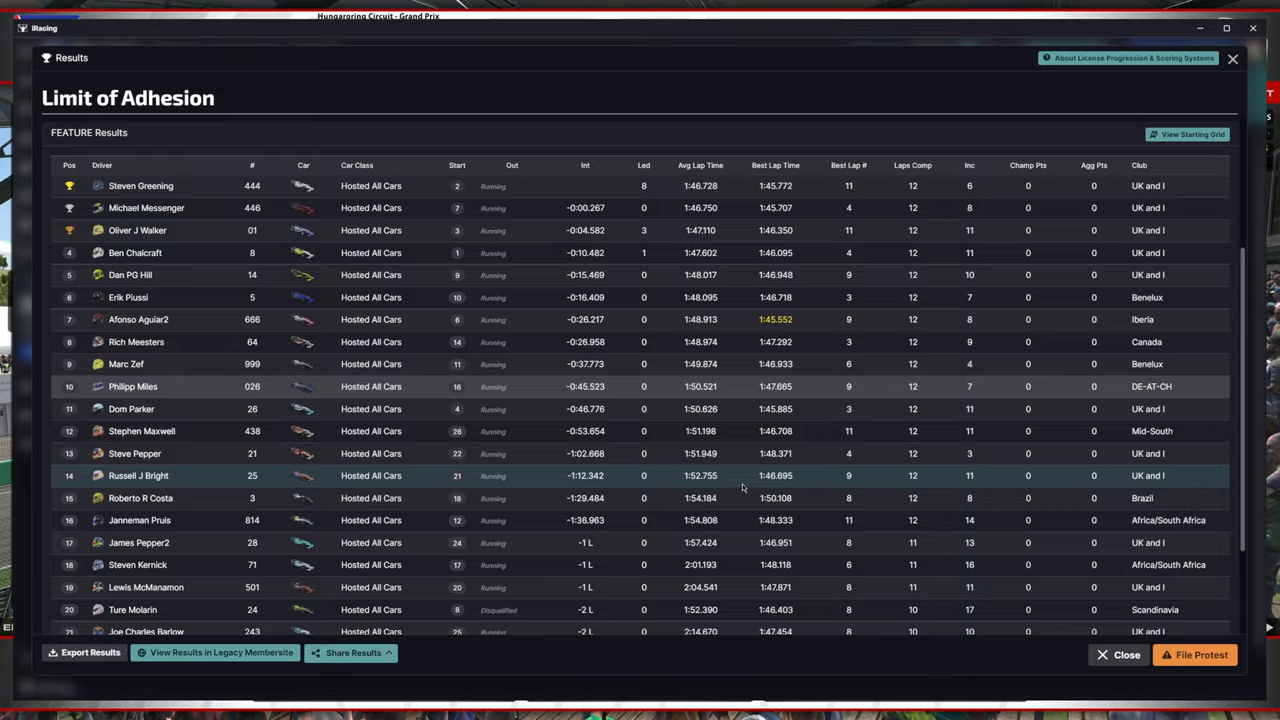 Hungaroring Circuit - Grand Prix
iRacing
Results
About License Progression & Scoring Systems
Limit of Adhesion
FEATURE Results
View Starting Grid
Pos Driver # Car Car Class Start Out Int Led Avg Lap Time Best Lap Time Best Lap # Laps Comp Inc Champ Pts Agg Pts Club
Steven Greening 444 Hosted All Cars 2 Running 8 1:46.728 1:45.772 11 12 6 0 0 UK and I
Michael Messenger 446 Hosted All Cars 7 Running -0:00.267 0 1:46.750 1:45.707 4 12 8 0 0 UK and I
Oliver J Walker 01 Hosted All Cars 3 Running -0:04.582 3 1:47.110 1:46.350 4 12 11 0 0 UK and I
4 Ben Chalcraft 8 Hosted All Cars 1 Running -0:10.482 1 1:47.602 1:46.095 4 12 11 0 0 UK and I
5 Dan PG Hill 14 Hosted All Cars 9 Running -0:15.469 0 1:48.017 1:46.948 9 12 10 0 0 UK and I
6 Erik Piussi 5 Hosted All Cars 10 Running -0:16.409 0 1:48.095 1:46.718 3 12 7 0 0 Benelux
7 Afonso Aguiar2 666 Hosted All Cars 6 Running -0:26.217 0 1:48.913 1:45.552 9 12 8 0 0 Iberia
8 Rich Meesters 64 Hosted All Cars 14 Running -0:26.958 0 1:48.974 1:47.292 3 12 9 0 0 Canada
9 Marc Zef 999 Hosted All Cars 11 Running -0:37.773 0 1:49.874 1:46.933 6 12 4 0 0 Benelux
10 Philipp Miles 026 Hosted All Cars 16 Running -0:45.523 0 1:50.521 1:47.665 9 12 7 0 0 DE-AT-CH
11 Dom Parker 26 Hosted All Cars 4 Running -0:46.776 0 1:50.626 1:45.885 3 12 11 0 0 UK and I
12 Stephen Maxwell 438 Hosted All Cars 26 Running -0:53.654 0 1:51.198 1:46.708 11 12 11 0 0 Mid-South
13 Steve Pepper 21 Hosted All Cars 22 Running -1:02.668 0 1:51.949 1:48.371 4 12 3 0 0 UK and I
14 Russell J Bright 25 Hosted All Cars 21 Running -1:12.342 0 1:52.755 1:46.695 9 12 11 0 0 UK and I
15 Roberto R Costa 3 Hosted All Cars 18 Running -1:29.484 0 1:54.184 1:50.108 8 12 8 0 0 Brazil
16 Janneman Pruis 814 Hosted All Cars 12 Running -1:36.963 0 1:54.808 1:48.333 11 12 14 0 0 Africa/South Africa
17 James Pepper2 28 Hosted All Cars 24 Running -1 L 0 1:57.424 1:46.951 8 11 13 0 0 UK and I
18 Steven Kernick 71 Hosted All Cars 17 Running -1 L 0 2:01.193 1:48.118 6 11 16 0 0 Africa/South Africa
19 Lewis McManamon 501 Hosted All Cars 20 Running -1 L 0 2:04.541 1:47.871 8 11 11 0 0 UK and I
20 Ture Molarin 24 Hosted All Cars 8 Disqualified -2 L 0 1:52.390 1:46.403 8 10 17 0 0 Scandinavia
21 Joe Charles Barlow 243 Hosted All Cars 25 Running -2 L 0 2:14.670 1:47.454 8 10 10 0 0 UK and I
Export Results
View Results in Legacy Membersite
Share Results
Close
File Protest